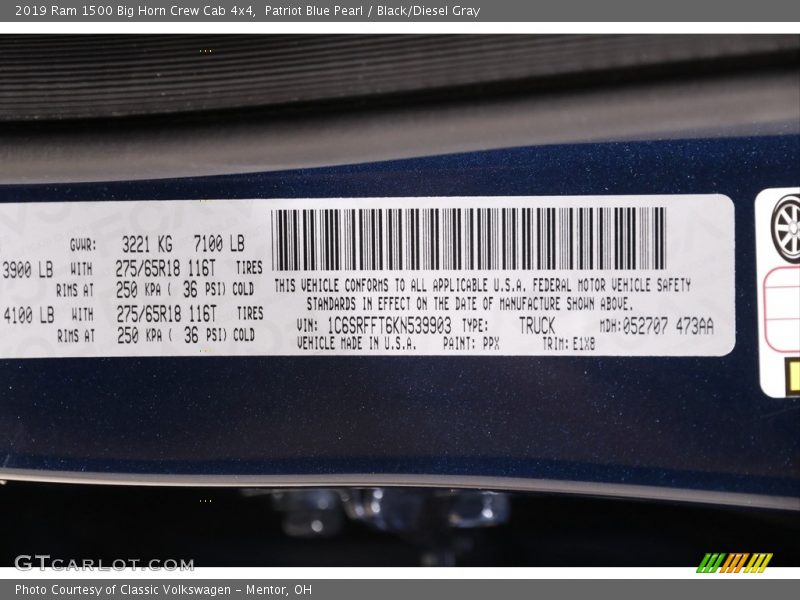 2019 Ram 1500 Big Horn Crew Cab 4x4,  Patriot Blue Pearl / Black/Diesel Gray
GVWR: 3221 KG 7100 LB
3900 LB WITH 275/65R18 116T TIRES
RIMS AT 250 KPA ( 36 PSI) COLD
4100 LB WITH 275/65R18 116T TIRES
RIMS AT 250 KPA ( 36 PSI) COLD
THIS VEHICLE CONFORMS TO ALL APPLICABLE U.S.A. FEDERAL MOTOR VEHICLE SAFETY
STANDARDS IN EFFECT ON THE DATE OF MANUFACTURE SHOWN ABOVE.
VIN: 1C6SRFFT6KN539903 TYPE: TRUCK MDH:052707 473AA
VEHICLE MADE IN U.S.A. PAINT: PPX TRIM: E1X8
GTCarLot.com
Photo Courtesy of Classic Volkswagen - Mentor, OH